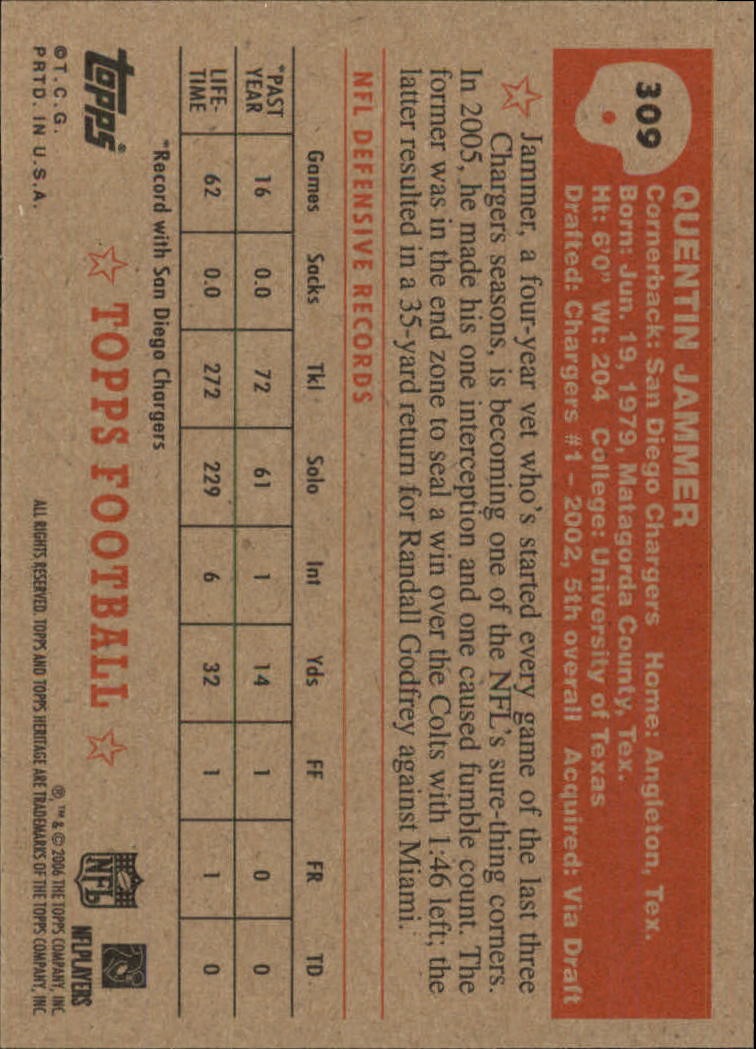 309
QUENTIN JAMMER
Cornerback: San Diego Chargers Home: Angleton, Tex.
Born: Jun. 19, 1979, Matagorda County, Tex.
Ht: 6'0" Wt: 204 College: University of Texas
Drafted: Chargers #1 – 2002, 5th overall Acquired: Via Draft
Jammer, a four-year vet who's started every game of the last three
Chargers seasons, is becoming one of the NFL's sure-thing corners.
In 2005, he made his one interception and one caused fumble count. The
former was in the end zone to seal a win over the Colts with 1:46 left; the
latter resulted in a 35-yard return for Randall Godfrey against Miami.
NFL DEFENSIVE RECORDS
Games Sacks Tkl Solo Int Yds FF FR TD
*PAST YEAR 16 0.0 72 61 1 14 1 0 0
LIFE-TIME 62 0.0 272 229 6 32 1 1 0
*Record with San Diego Chargers
topps®
TOPPS FOOTBALL
NFL
NFLPLAYERS
©T.C.G.
PRTD. IN U.S.A.
®, ™ & © 2006 THE TOPPS COMPANY, INC
ALL RIGHTS RESERVED. TOPPS AND TOPPS HERITAGE ARE TRADEMARKS OF THE TOPPS COMPANY, INC